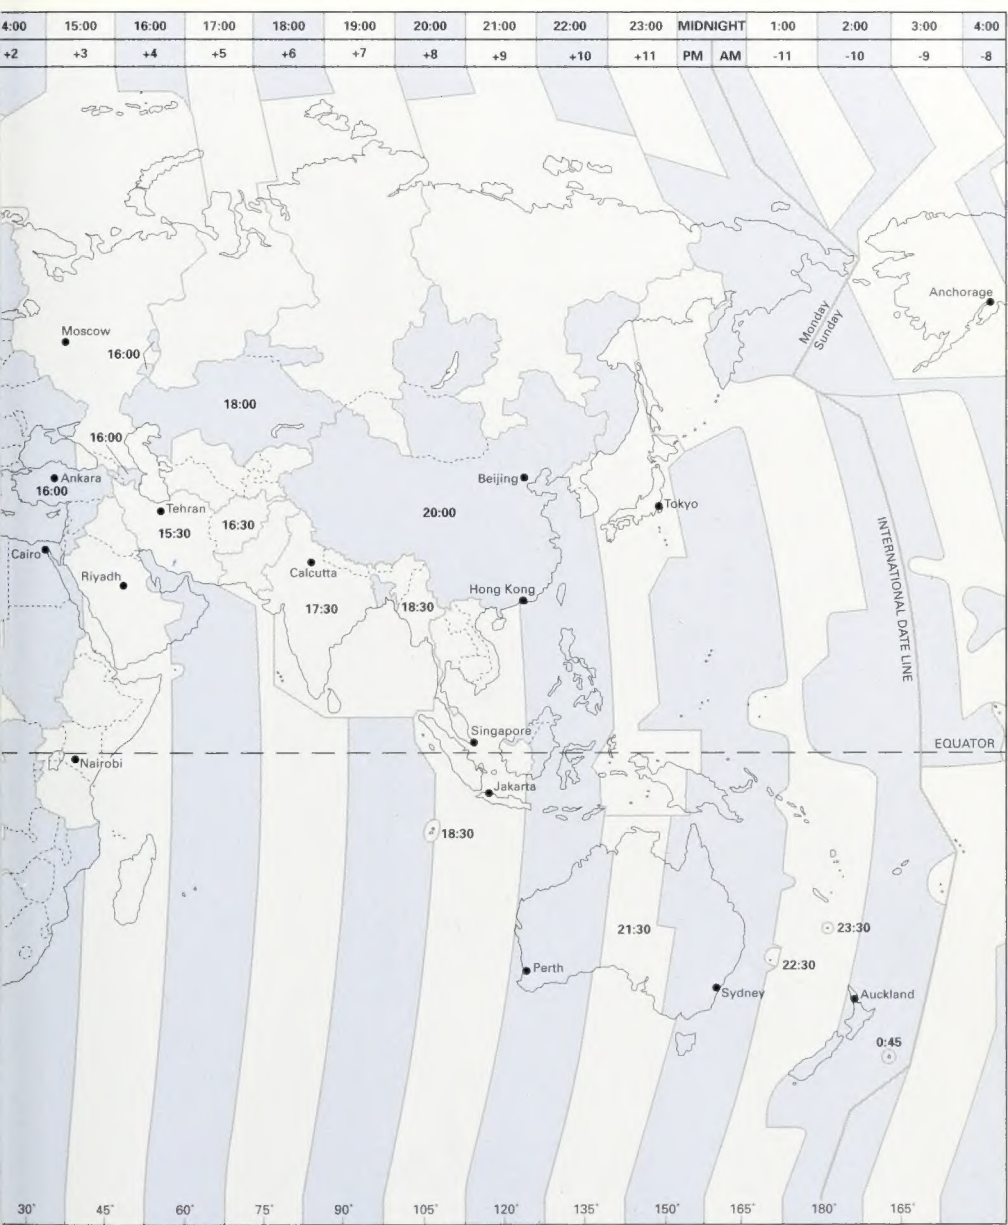 4:00 15:00 16:00 17:00 18:00 19:00 20:00 21:00 22:00 23:00 MIDNIGHT 1:00 2:00 3:00 4:00
+2 +3 +4 +5 +6 +7 +8 +9 +10 +11 PM AM -11 -10 -9 -8
Anchorage
Monday
Sunday
Moscow
16:00
18:00
16:00
Ankara
16:00
Beijing
Tehran
15:30
16:30
20:00
Tokyo
Cairo
Riyadh
Calcutta
17:30
18:30
Hong Kong
INTERNATIONAL DATE LINE
Singapore
EQUATOR
Nairobi
Jakarta
18:30
21:30
23:30
22:30
Perth
Sydney
Auckland
0:45
30° 45° 60° 75° 90° 105° 120° 135° 150° 165° 180° 165°